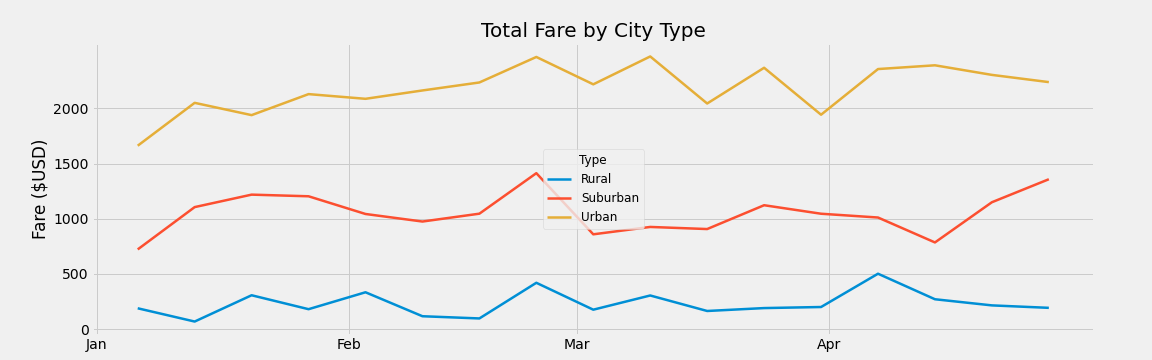 Total Fare by City Type
Fare ($USD)
2000
1500
1000
500
0
Type
Rural
Suburban
Urban
Jan
Feb
Mar
Apr